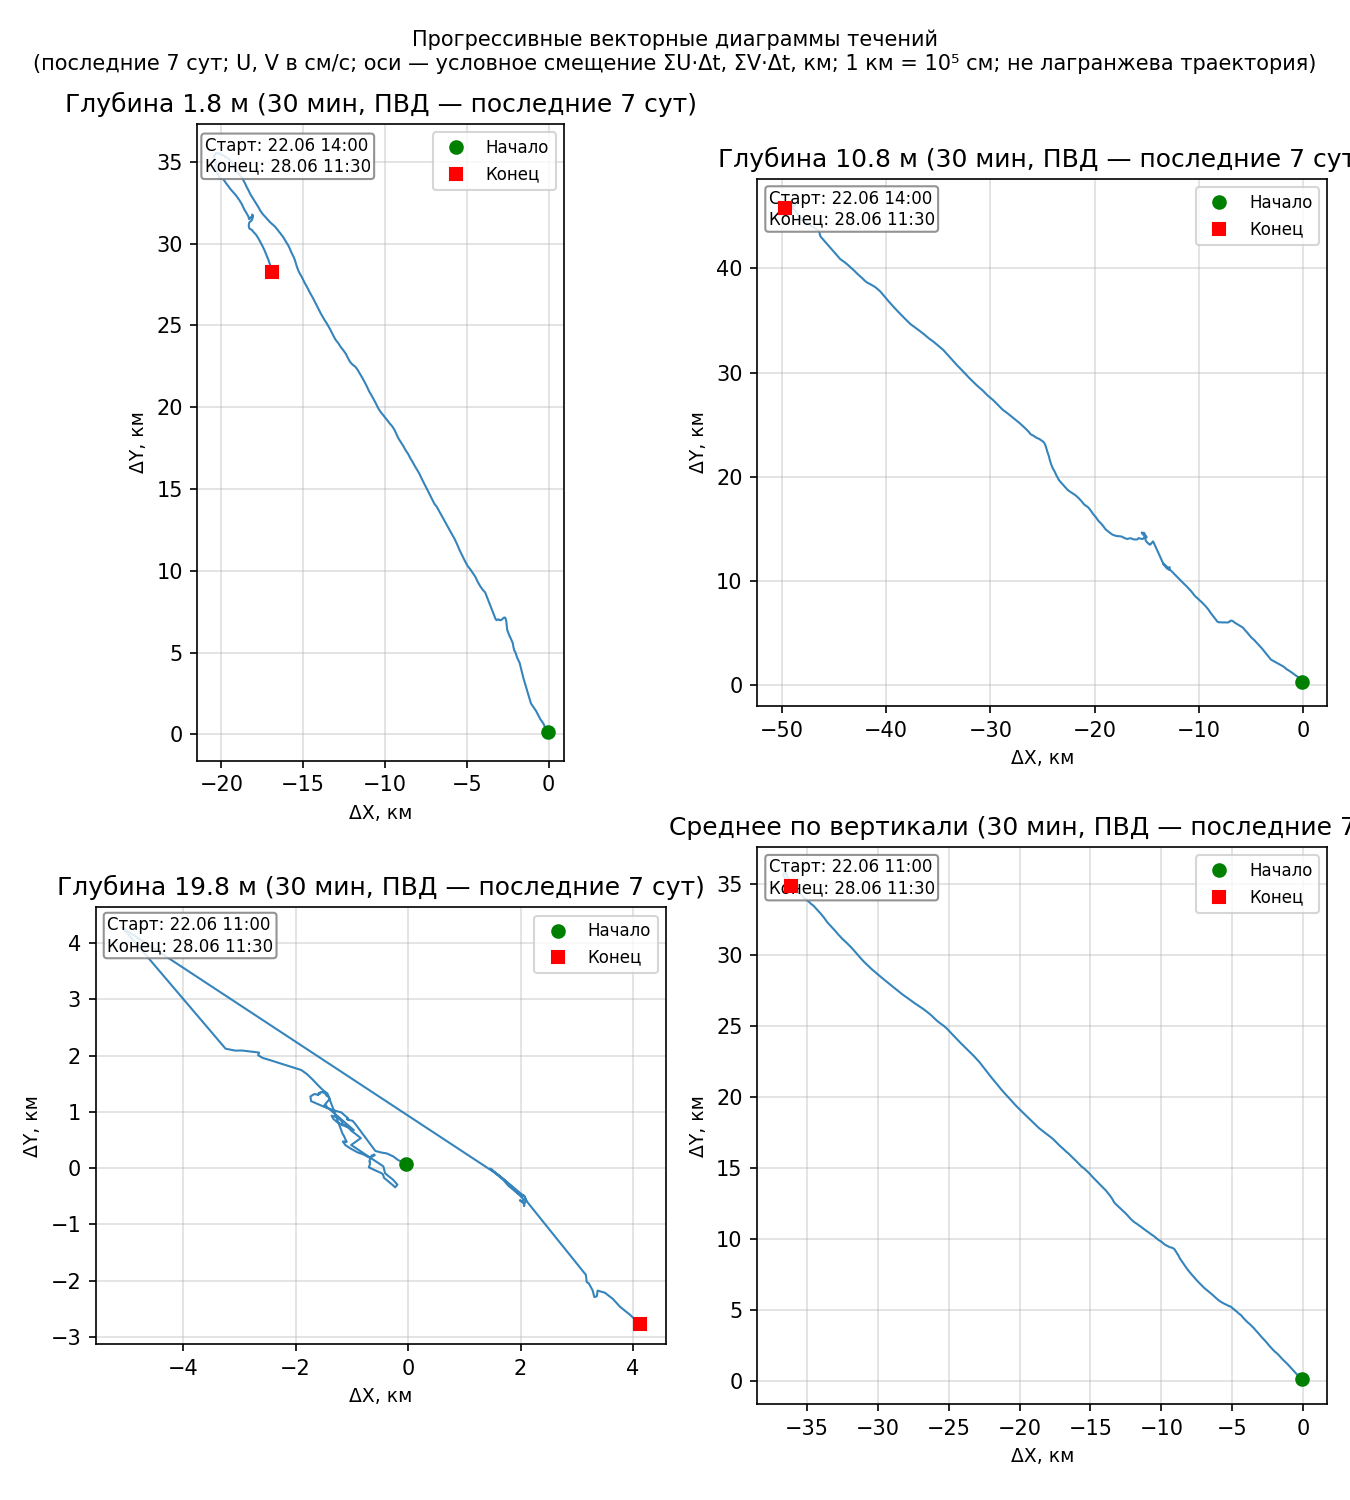 Прогрессивные векторные диаграммы течений
(последние 7 сут; U, V в см/с; оси — условное смещение ΣU·Δt, ΣV·Δt, км; 1 км = 10⁵ см; не лагранжева траектория)
Глубина 1.8 м (30 мин, ПВД — последние 7 сут)
Старт: 22.06 14:00
Конец: 28.06 11:30
Начало
Конец
35
30
25
20
15
10
5
0
ΔY, км
−20 −15 −10 −5 0
ΔX, км
Глубина 10.8 м (30 мин, ПВД — последние 7 сут
Старт: 22.06 14:00
Конец: 28.06 11:30
Начало
Конец
40
30
20
10
0
ΔY, км
−50 −40 −30 −20 −10 0
ΔX, км
Глубина 19.8 м (30 мин, ПВД — последние 7 сут)
Старт: 22.06 11:00
Конец: 28.06 11:30
Начало
Конец
4
3
2
1
0
−1
−2
−3
ΔY, км
−4 −2 0 2 4
ΔX, км
Среднее по вертикали (30 мин, ПВД — последние 7
Старт: 22.06 11:00
Конец: 28.06 11:30
Начало
Конец
35
30
25
20
15
10
5
0
ΔY, км
−35 −30 −25 −20 −15 −10 −5 0
ΔX, км